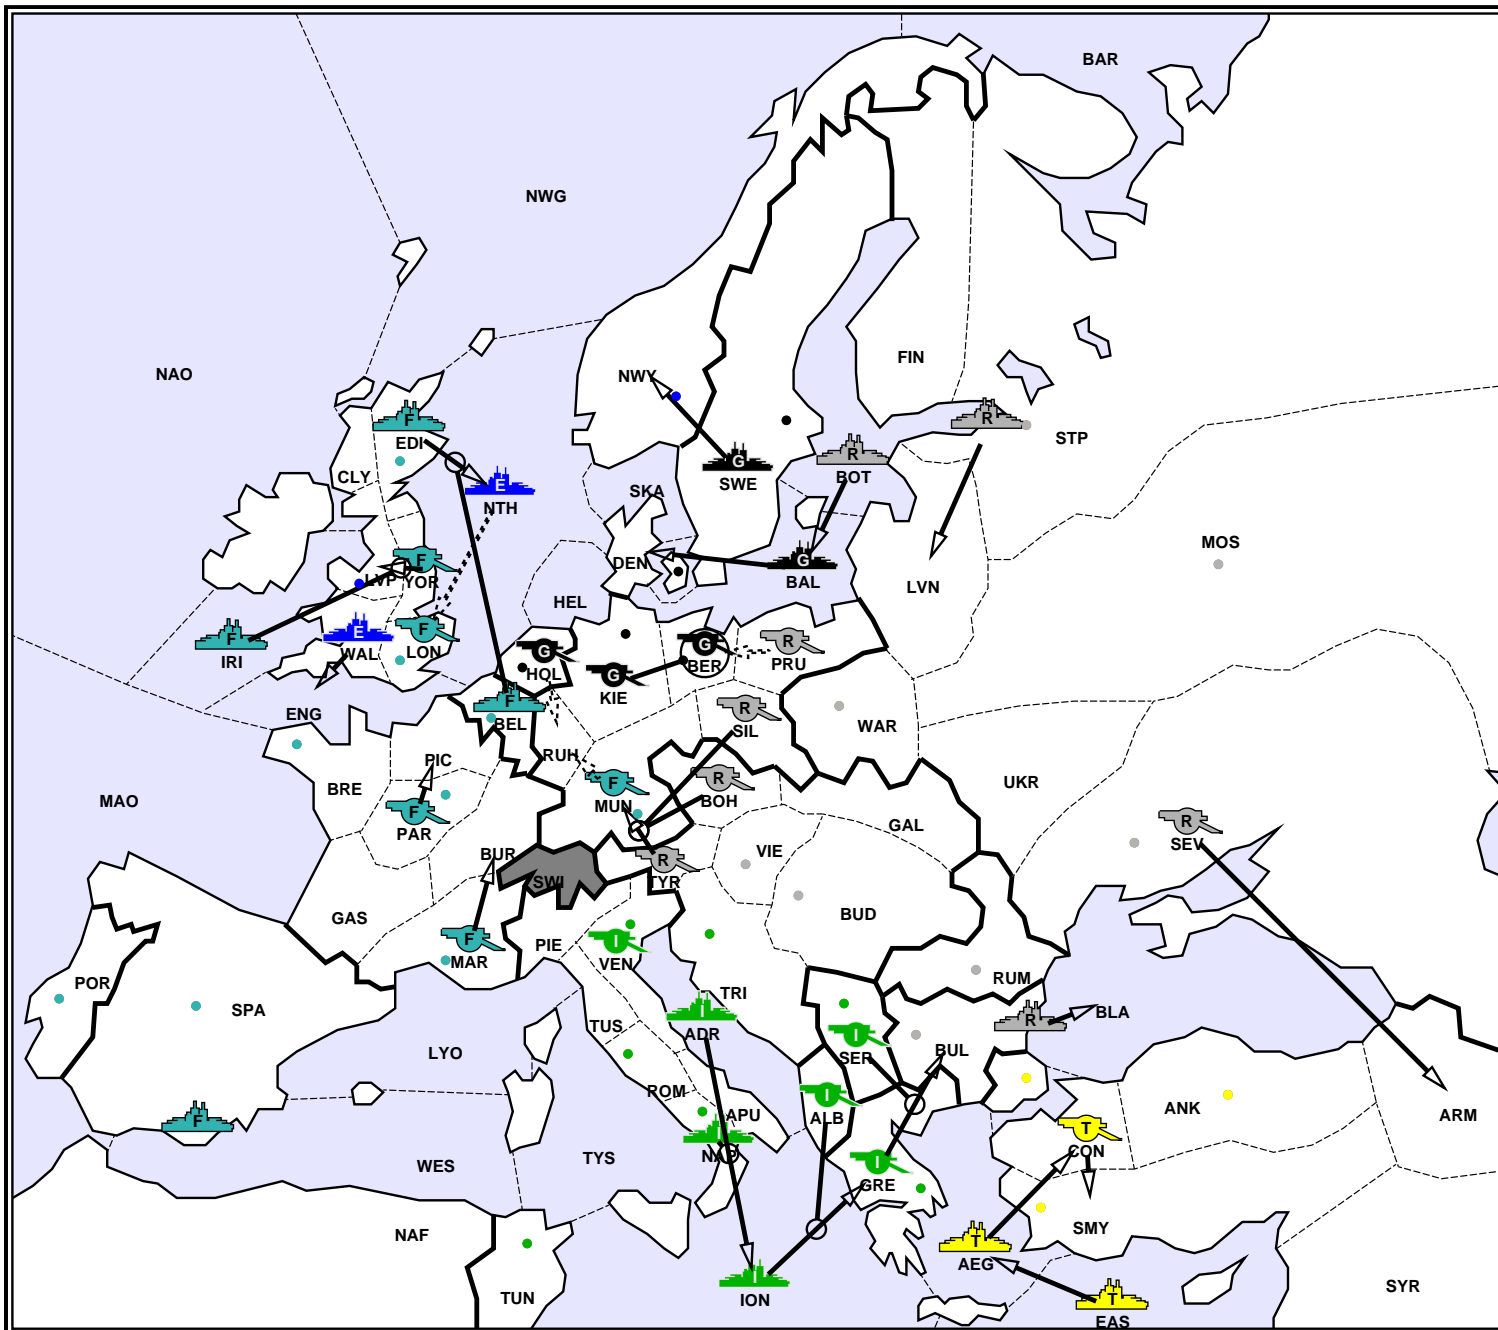 BAR
NWG
NAO
FIN
NWY
F
R
EDI
STP
CLY
G
R
SWE
BOT
E
NTH
SKA
MOS
F
G
DEN
LVP
YOR
BAL
LVN
HEL
F
E
F
G
G
R
IRI
WAL
LON
HOL
BER
PRU
G
KIE
F
R
ENG
BEL
SIL
WAR
PIC
RUH
BRE
F
R
UKR
MAO
MUN
BOH
F
R
PAR
GAL
SEV
BUR
VIE
R
SWI
TYR
GAS
BUD
F
I
PIE
MAR
VEN
POR
RUM
TRI
SPA
I
R
BLA
TUS
ADR
I
LYO
SER
BUL
ROM
I
APU
ALB
ANK
ARM
F
I
T
NAP
CON
WES
TYS
I
GRE
NAF
SMY
T
AEG
I
ION
SYR
TUN
T
EAS